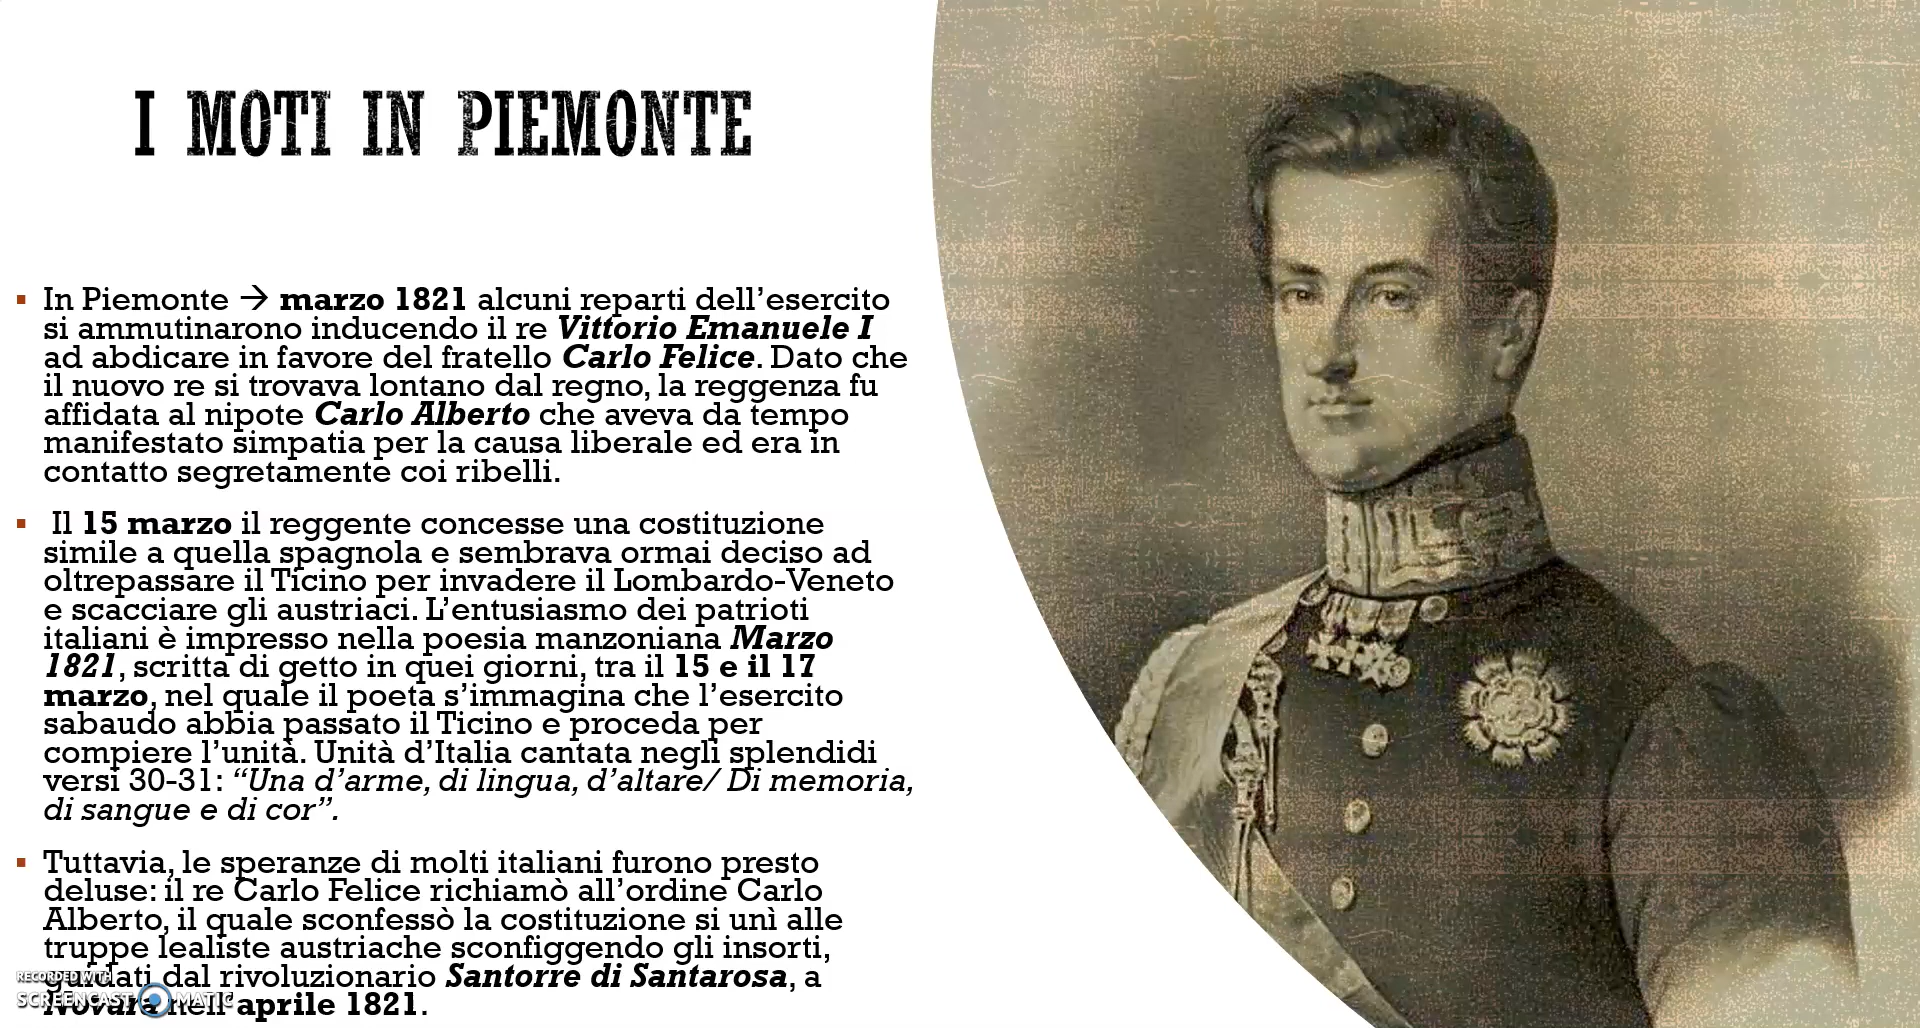 I MOTI IN PIEMONTE
▪ In Piemonte → marzo 1821 alcuni reparti dell’esercito
si ammutinarono inducendo il re Vittorio Emanuele I
ad abdicare in favore del fratello Carlo Felice. Dato che
il nuovo re si trovava lontano dal regno, la reggenza fu
affidata al nipote Carlo Alberto che aveva da tempo
manifestato simpatia per la causa liberale ed era in
contatto segretamente coi ribelli.
▪ Il 15 marzo il reggente concesse una costituzione
simile a quella spagnola e sembrava ormai deciso ad
oltrepassare il Ticino per invadere il Lombardo-Veneto
e scacciare gli austriaci. L’entusiasmo dei patrioti
italiani è impresso nella poesia manzoniana Marzo
1821, scritta di getto in quei giorni, tra il 15 e il 17
marzo, nel quale il poeta s’immagina che l’esercito
sabaudo abbia passato il Ticino e proceda per
compiere l’unità. Unità d’Italia cantata negli splendidi
versi 30-31: “Una d’arme, di lingua, d’altare/ Di memoria,
di sangue e di cor”.
▪ Tuttavia, le speranze di molti italiani furono presto
deluse: il re Carlo Felice richiamò all’ordine Carlo
Alberto, il quale sconfessò la costituzione si unì alle
truppe lealiste austriache sconfiggendo gli insorti,
guidati dal rivoluzionario Santorre di Santarosa, a
Novara nell’aprile 1821.
RECORDED WITH
SCREENCAST MATIC